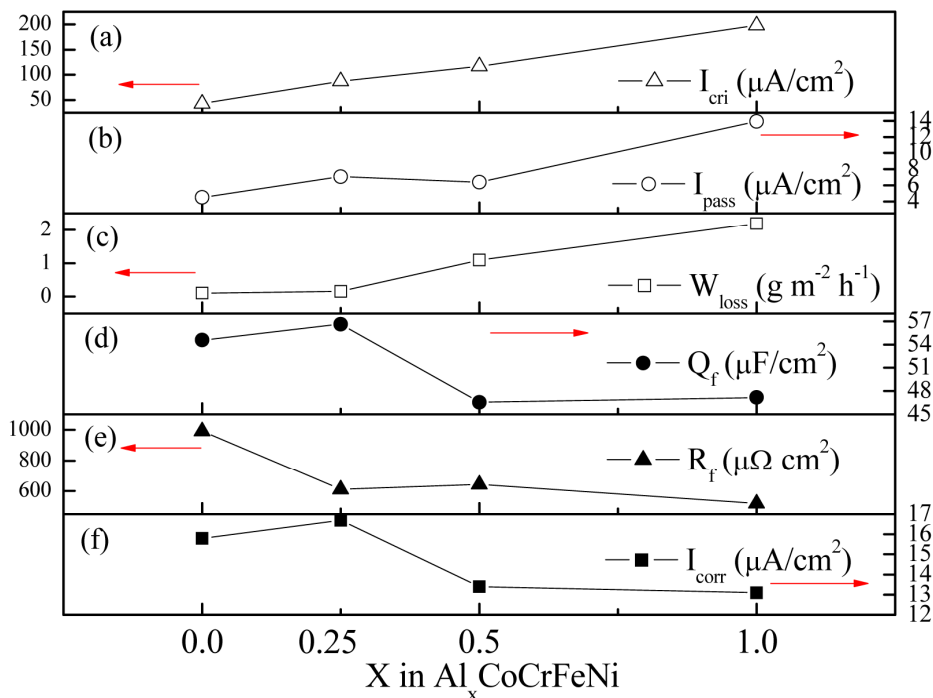 200
150
100
50
(a)
I_cri (μA/cm²)
14
12
10
8
6
4
(b)
I_pass (μA/cm²)
2
1
0
(c)
W_loss (g m⁻² h⁻¹)
57
54
51
48
45
(d)
Q_f (μF/cm²)
1000
800
600
(e)
R_f (μΩ cm²)
17
16
15
14
13
12
(f)
I_corr (μA/cm²)
0.0 0.25 0.5 1.0
X in Al_xCoCrFeNi